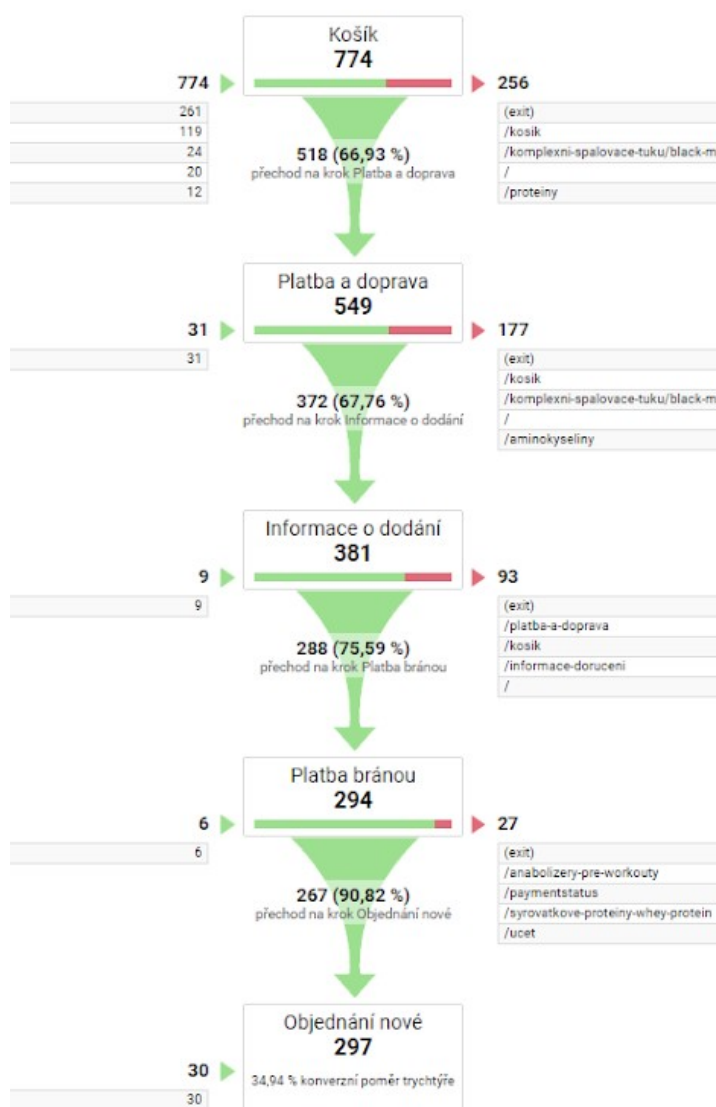 Košík
774
774
256
261
119
24
20
12
(exit)
/kosik
/komplexni-spalovace-tuku/black-m
/
/proteiny
518 (66,93 %)
přechod na krok Platba a doprava
Platba a doprava
549
31
177
31
(exit)
/kosik
/komplexni-spalovace-tuku/black-m
/
/aminokyseliny
372 (67,76 %)
přechod na krok Informace o dodání
Informace o dodání
381
9
93
9
(exit)
/platba-a-doprava
/kosik
/informace-doruceni
/
288 (75,59 %)
přechod na krok Platba bránou
Platba bránou
294
6
27
6
(exit)
/anabolizery-pre-workouty
/paymentstatus
/syrovatkove-proteiny-whey-protein
/ucet
267 (90,82 %)
přechod na krok Objednání nové
Objednání nové
297
30
34,94 % konverzní poměr trychtýře
30